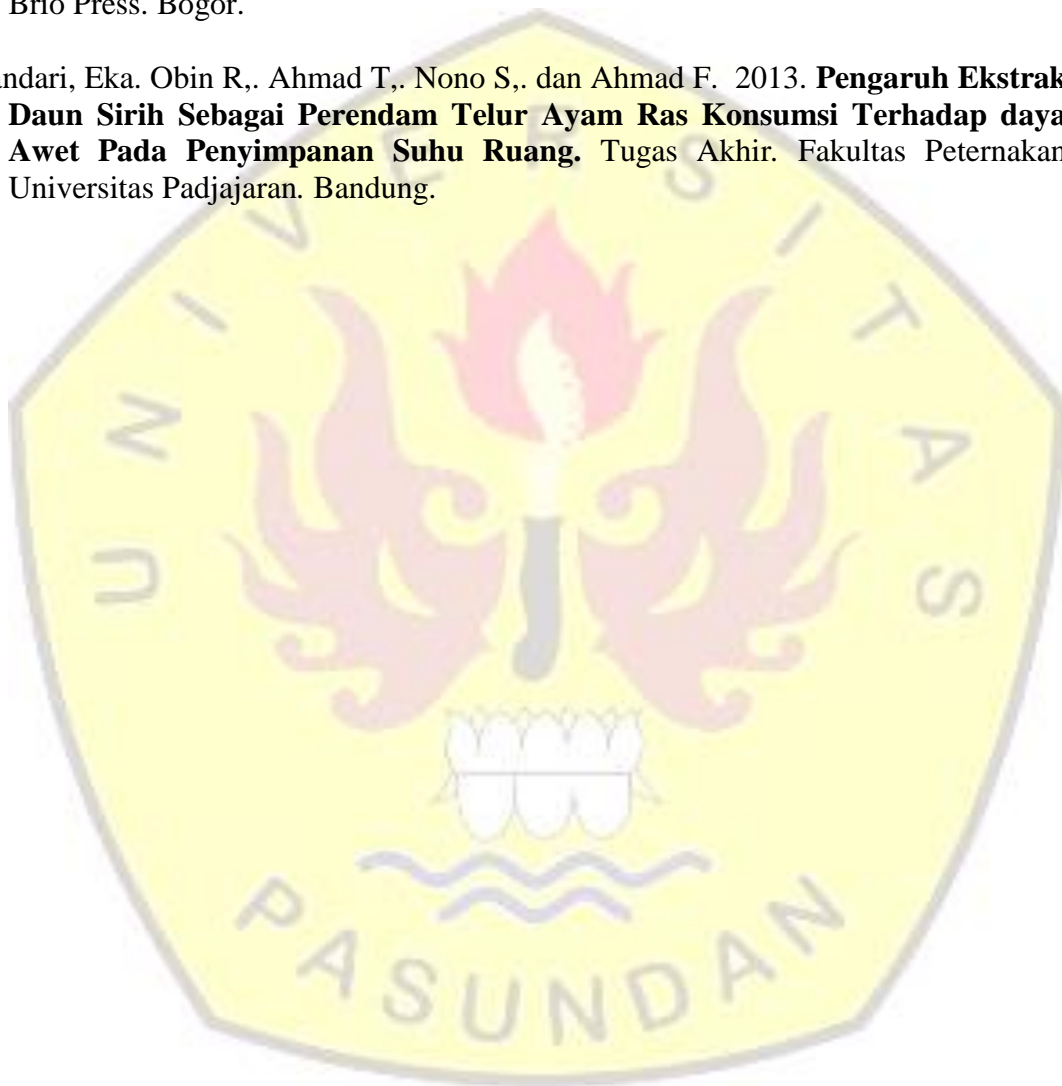 Brio Press. Bogor.
andari, Eka. Obin R,. Ahmad T,. Nono S,. dan Ahmad F. 2013. Pengaruh Ekstrak
Daun Sirih Sebagai Perendam Telur Ayam Ras Konsumsi Terhadap daya
Awet Pada Penyimpanan Suhu Ruang. Tugas Akhir. Fakultas Peternakan
Universitas Padjajaran. Bandung.
UNIVERSITAS
PASUNDAN